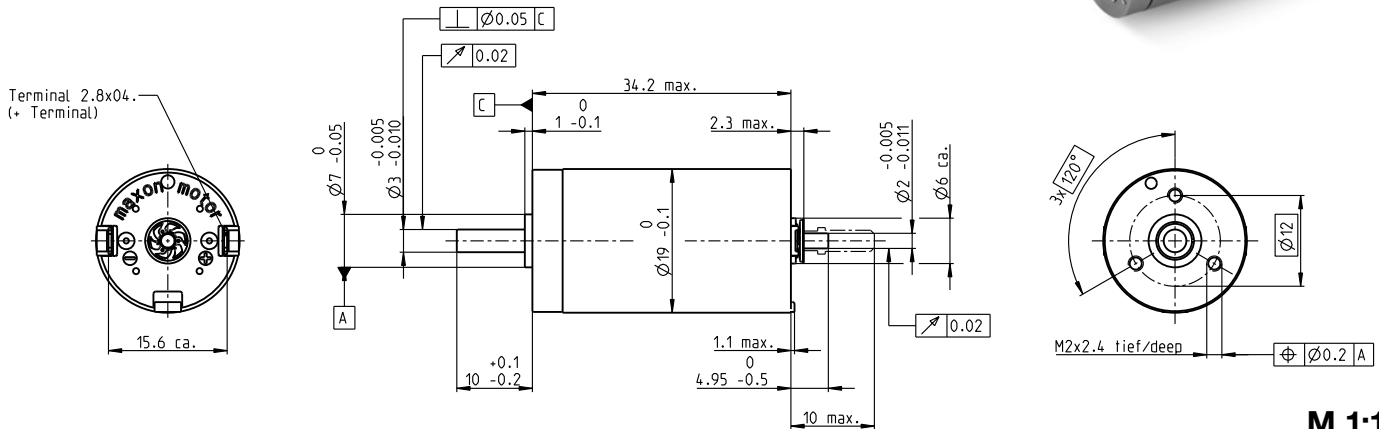 ⊥ Ø0.05 C
↗ 0.02
Terminal 2.8x04.
(+ Terminal)
maxon motor
15.6 ca.
34.2 max.
C
0
1 -0.1
2.3 max.
0
Ø7 -0.05
-0.005
Ø3 -0.010
A
0
Ø19 -0.1
-0.005
Ø2 -0.011
Ø6 ca.
↗ 0.02
1.1 max.
+0.1
10 -0.2
0
4.95 -0.5
10 max.
3x 120°
Ø12
M2x2.4 tief/deep
⌖ Ø0.2 A